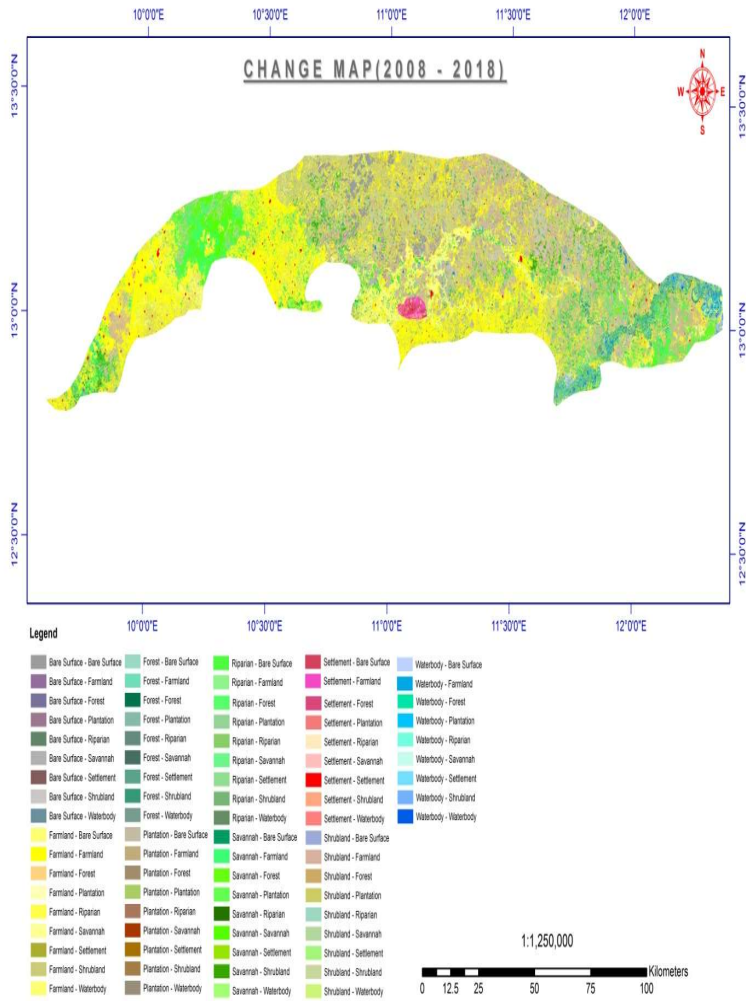 10°0'0"E 10°30'0"E 11°0'0"E 11°30'0"E 12°0'0"E
CHANGE MAP(2008 - 2018)
N
W E
S
13°30'0"N 13°30'0"N
13°0'0"N 13°0'0"N
12°30'0"N 12°30'0"N
10°0'0"E 10°30'0"E 11°0'0"E 11°30'0"E 12°0'0"E
Legend
Bare Surface - Bare Surface
Bare Surface - Farmland
Bare Surface - Forest
Bare Surface - Plantation
Bare Surface - Riparian
Bare Surface - Savannah
Bare Surface - Settlement
Bare Surface - Shrubland
Bare Surface - Waterbody
Farmland - Bare Surface
Farmland - Farmland
Farmland - Forest
Farmland - Plantation
Farmland - Riparian
Farmland - Savannah
Farmland - Settlement
Farmland - Shrubland
Farmland - Waterbody
Forest - Bare Surface
Forest - Farmland
Forest - Forest
Forest - Plantation
Forest - Riparian
Forest - Savannah
Forest - Settlement
Forest - Shrubland
Forest - Waterbody
Plantation - Bare Surface
Plantation - Farmland
Plantation - Forest
Plantation - Plantation
Plantation - Riparian
Plantation - Savannah
Plantation - Settlement
Plantation - Shrubland
Plantation - Waterbody
Riparian - Bare Surface
Riparian - Farmland
Riparian - Forest
Riparian - Plantation
Riparian - Riparian
Riparian - Savannah
Riparian - Settlement
Riparian - Shrubland
Riparian - Waterbody
Savannah - Bare Surface
Savannah - Farmland
Savannah - Forest
Savannah - Plantation
Savannah - Riparian
Savannah - Savannah
Savannah - Settlement
Savannah - Shrubland
Savannah - Waterbody
Settlement - Bare Surface
Settlement - Farmland
Settlement - Forest
Settlement - Plantation
Settlement - Riparian
Settlement - Savannah
Settlement - Settlement
Settlement - Shrubland
Settlement - Waterbody
Shrubland - Bare Surface
Shrubland - Farmland
Shrubland - Forest
Shrubland - Plantation
Shrubland - Riparian
Shrubland - Savannah
Shrubland - Settlement
Shrubland - Shrubland
Shrubland - Waterbody
Waterbody - Bare Surface
Waterbody - Farmland
Waterbody - Forest
Waterbody - Plantation
Waterbody - Riparian
Waterbody - Savannah
Waterbody - Settlement
Waterbody - Shrubland
Waterbody - Waterbody
1:1,250,000
Kilometers
0 12.5 25 50 75 100